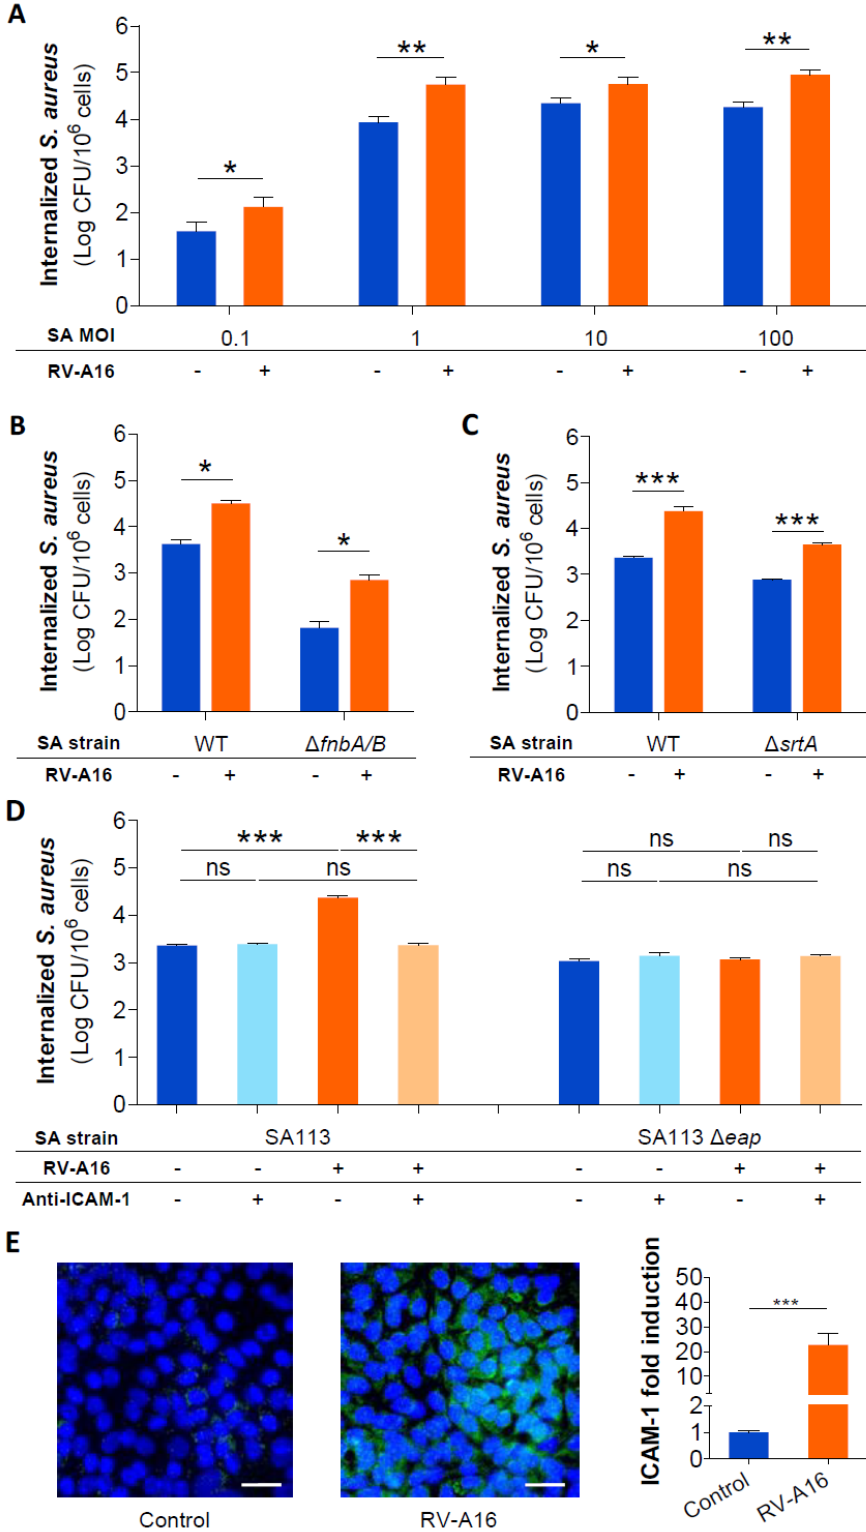 A
Internalized S. aureus
(Log CFU/10⁶ cells)
6
5
4
3
2
1
0
*
**
*
**
SA MOI 0.1 1 10 100
RV-A16 - + - + - + - +
B
Internalized S. aureus
(Log CFU/10⁶ cells)
6
5
4
3
2
1
0
*
*
SA strain WT ΔfnbA/B
RV-A16 - + - +
C
Internalized S. aureus
(Log CFU/10⁶ cells)
6
5
4
3
2
1
0
***
***
SA strain WT ΔsrtA
RV-A16 - + - +
D
Internalized S. aureus
(Log CFU/10⁶ cells)
6
5
4
3
2
1
0
*** ***
ns ns
ns ns
ns ns
SA strain SA113 SA113 Δeap
RV-A16 - - + + - - + +
Anti-ICAM-1 - + - + - + - +
E
Control
RV-A16
ICAM-1 fold induction
50
40
30
20
10
2
1
0
***
Control
RV-A16